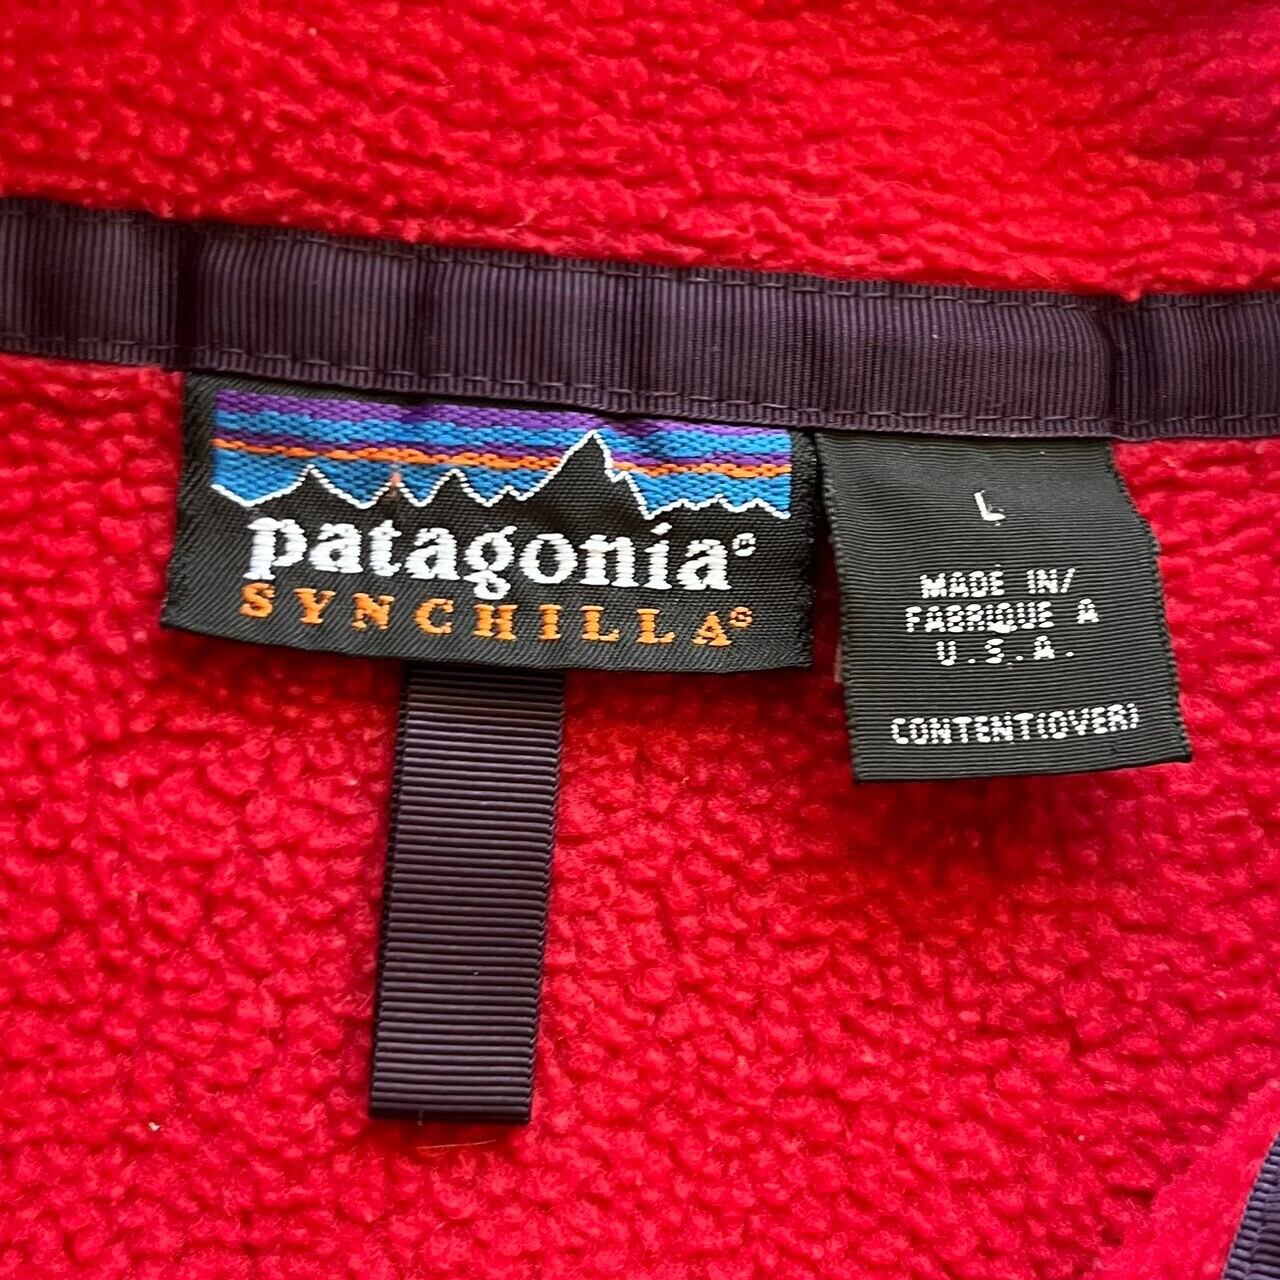 patagonia®
SYNCHILLA®
L
MADE IN/
FABRIQUE A
U.S.A.
CONTENT(OVER)